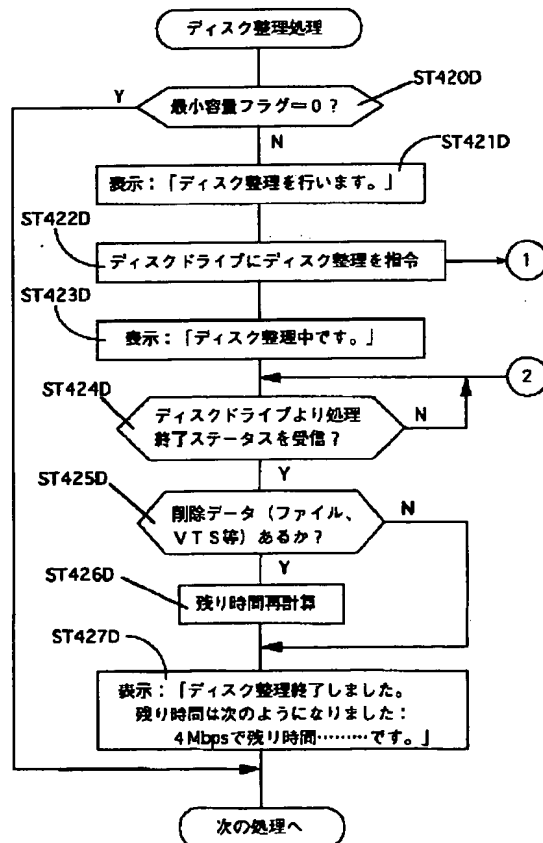 ディスク整理処理
ST420D
Y
最小容量フラグ=0?
N
ST421D
表示:「ディスク整理を行います。」
ST422D
ディスクドライブにディスク整理を指令
1
ST423D
表示:「ディスク整理中です。」
2
ST424D
ディスクドライブより処理
終了ステータスを受信?
N
Y
ST425D
削除データ(ファイル、
VTS等)あるか?
N
Y
ST426D
残り時間再計算
ST427D
表示:「ディスク整理終了しました。
残り時間は次のようになりました:
4Mbpsで残り時間………です。」
次の処理へ